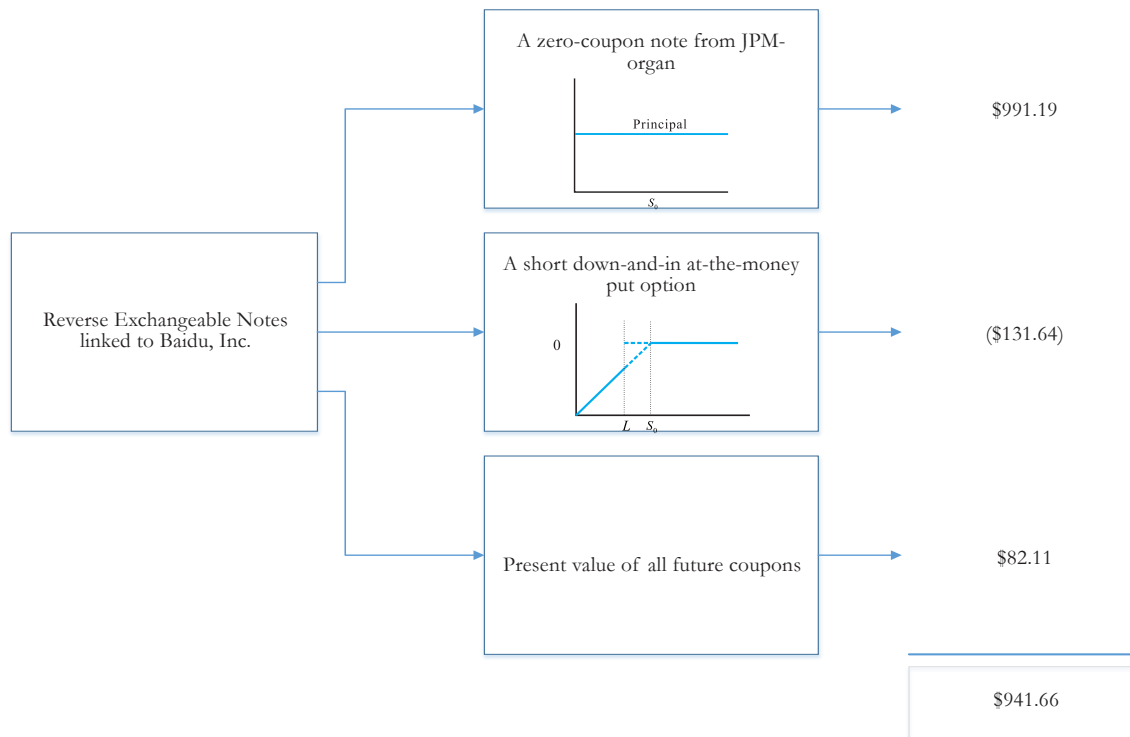 A zero-coupon note from JPM-
organ
Principal
S₀
$991.19
Reverse Exchangeable Notes
linked to Baidu, Inc.
A short down-and-in at-the-money
put option
0
L S₀
($131.64)
Present value of all future coupons
$82.11
$941.66